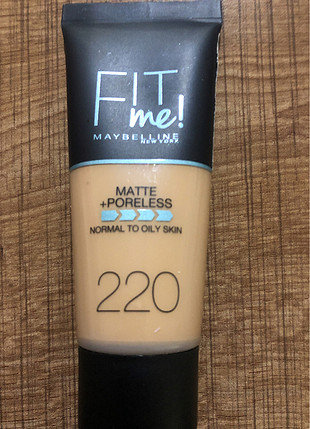 FIT
me!
MAYBELLINE
NEW YORK
MATTE
+PORELESS
NORMAL TO OILY SKIN
220